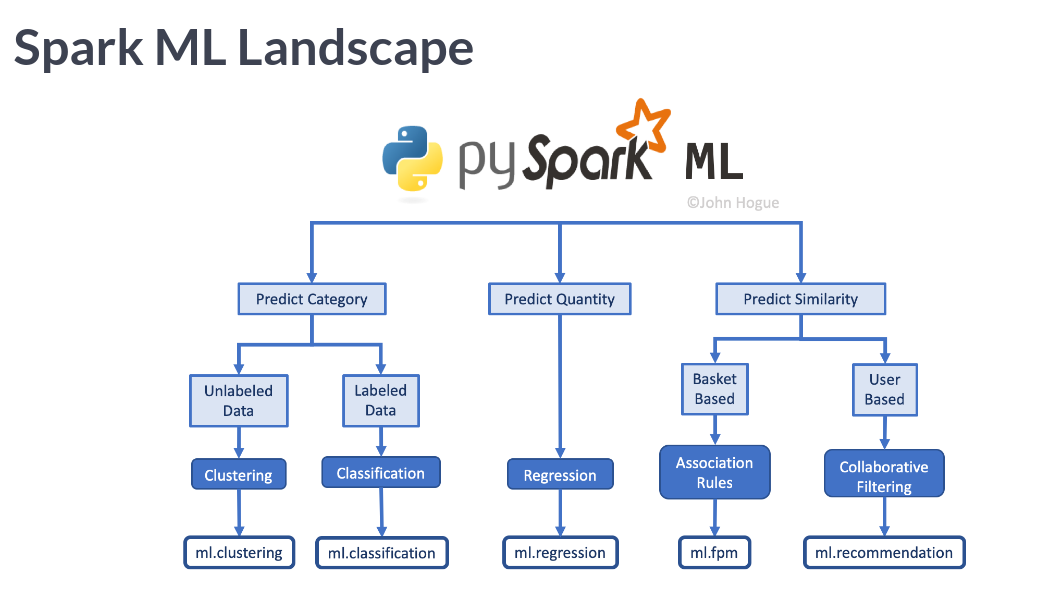 Spark ML Landscape
pySpark ML
©John Hogue
Predict Category
Predict Quantity
Predict Similarity
Unlabeled
Data
Labeled
Data
Basket
Based
User
Based
Clustering
Classification
Regression
Association
Rules
Collaborative
Filtering
ml.clustering
ml.classification
ml.regression
ml.fpm
ml.recommendation